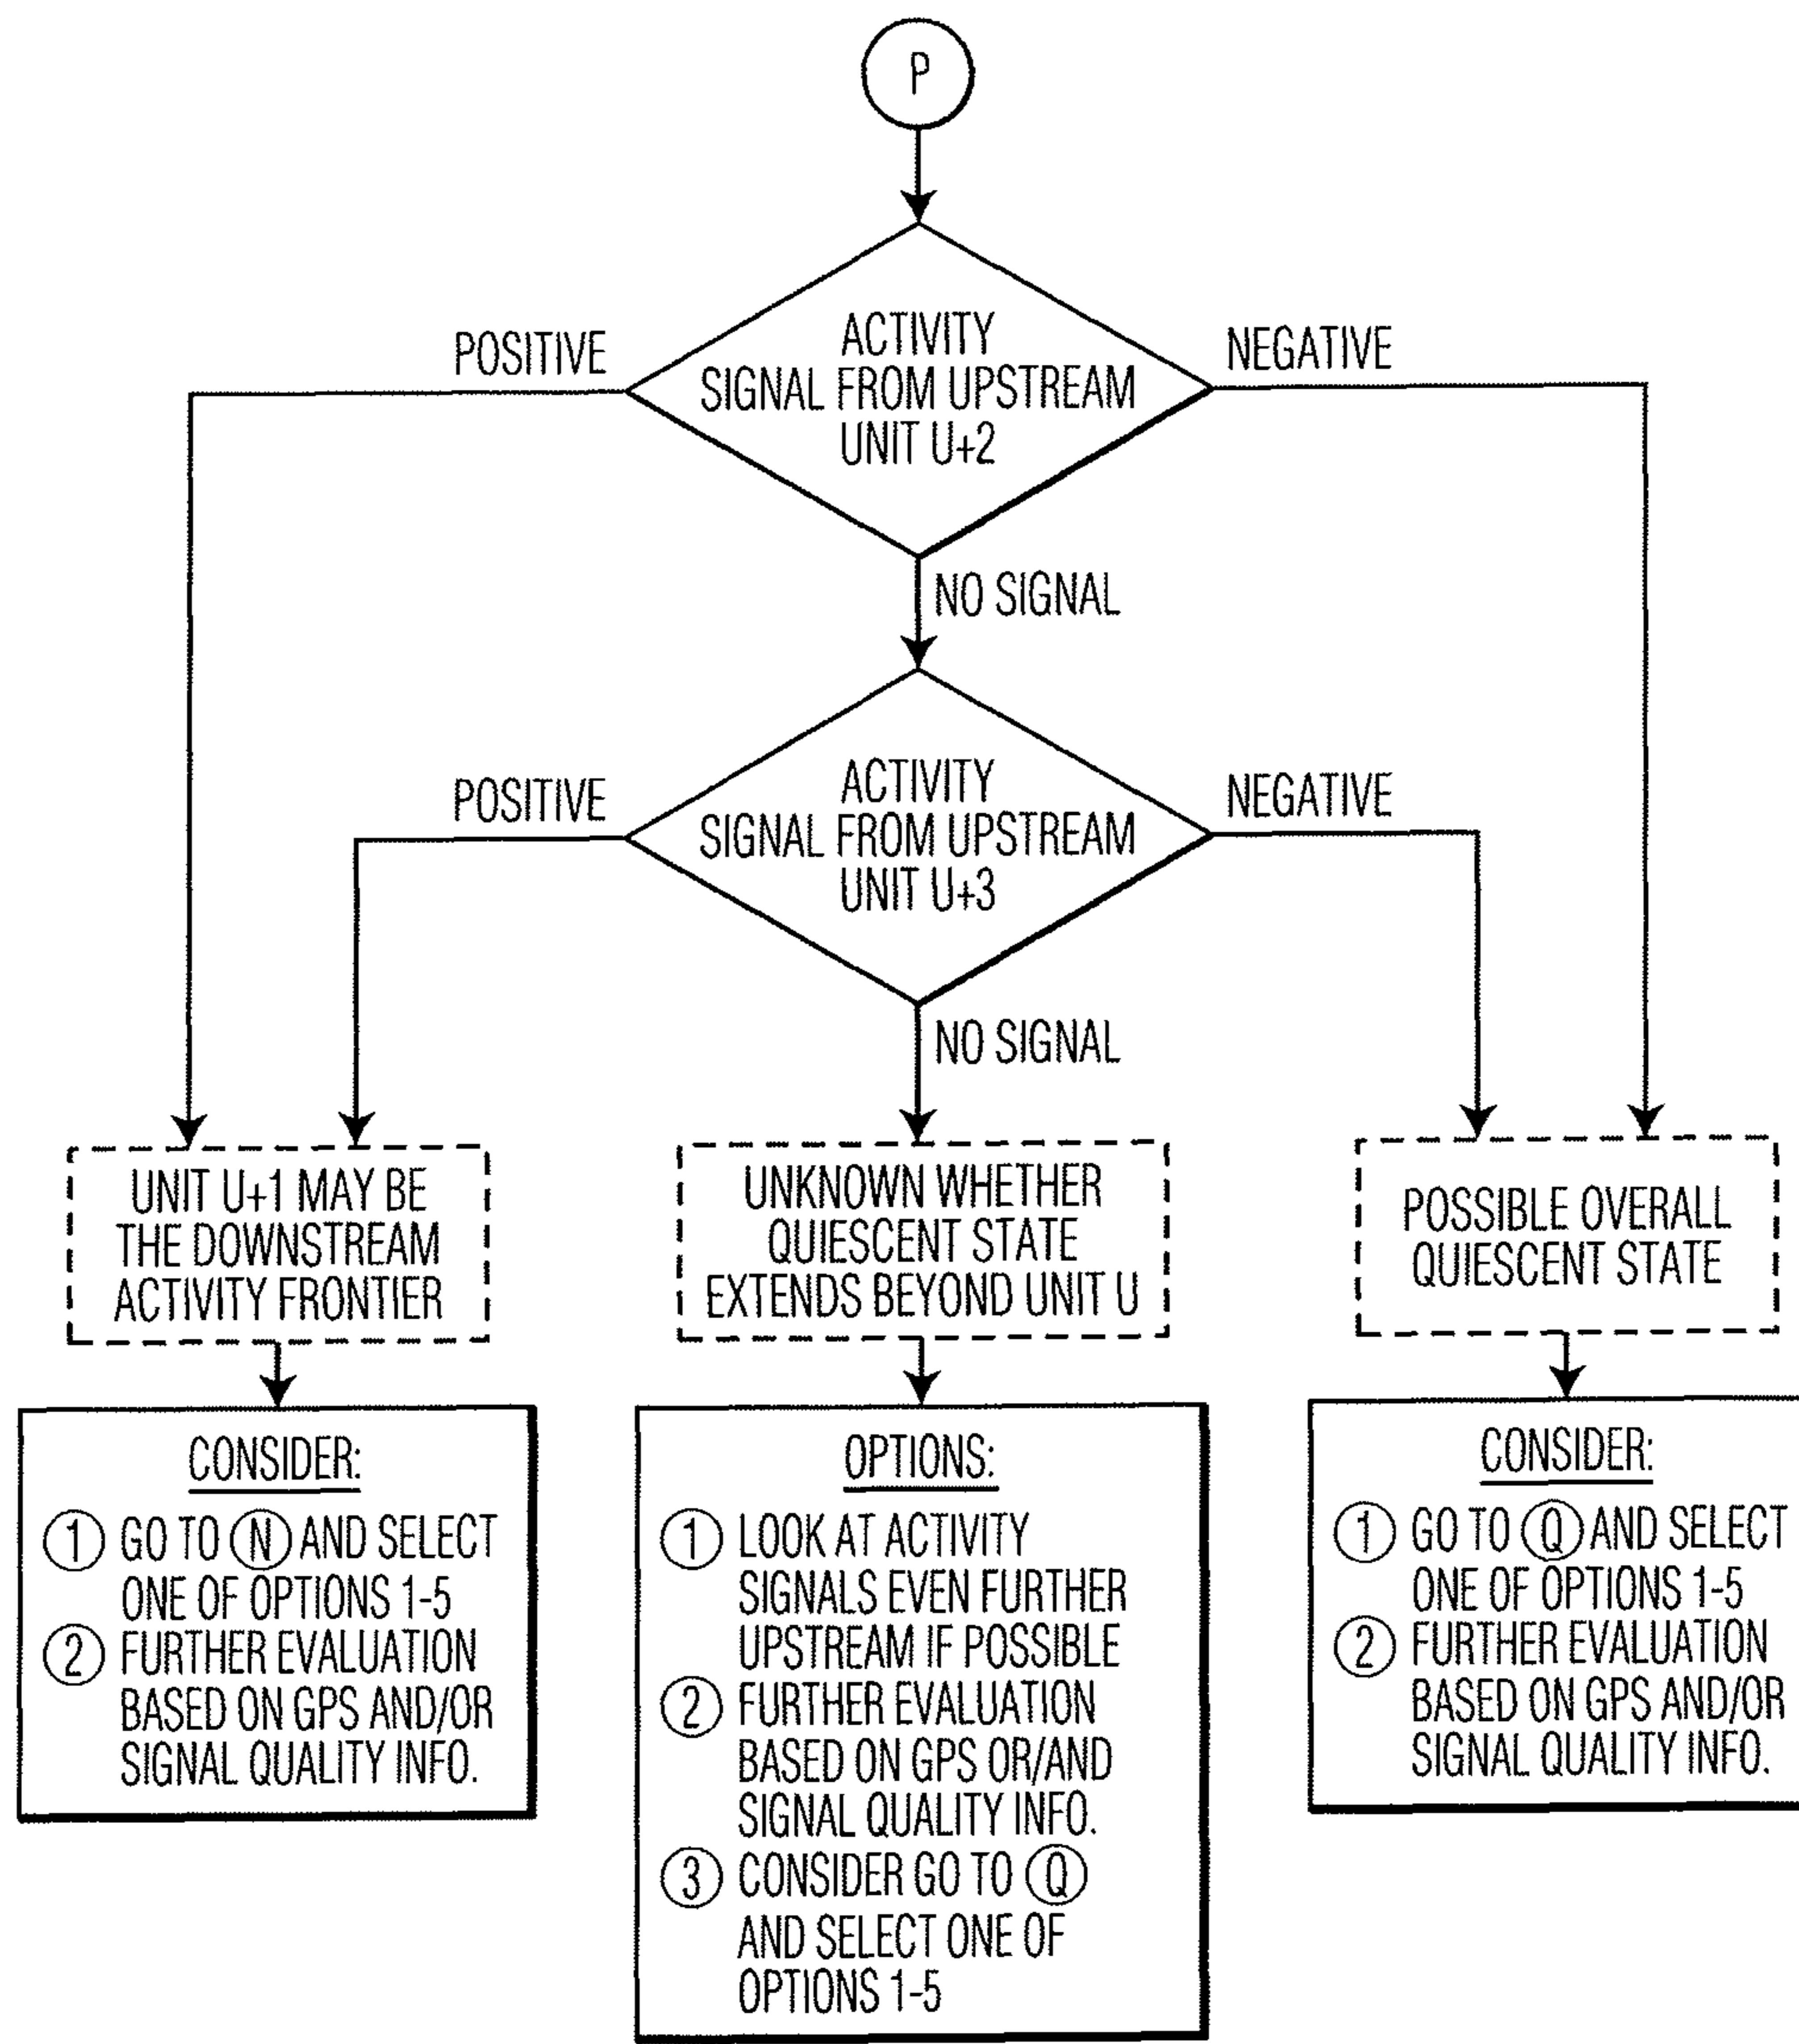 P
POSITIVE
ACTIVITY
SIGNAL FROM UPSTREAM
UNIT U+2
NEGATIVE
NO SIGNAL
POSITIVE
ACTIVITY
SIGNAL FROM UPSTREAM
UNIT U+3
NEGATIVE
NO SIGNAL
UNIT U+1 MAY BE
THE DOWNSTREAM
ACTIVITY FRONTIER
UNKNOWN WHETHER
QUIESCENT STATE
EXTENDS BEYOND UNIT U
POSSIBLE OVERALL
QUIESCENT STATE
CONSIDER:
1 GO TO N AND SELECT
ONE OF OPTIONS 1-5
2 FURTHER EVALUATION
BASED ON GPS AND/OR
SIGNAL QUALITY INFO.
OPTIONS:
1 LOOK AT ACTIVITY
SIGNALS EVEN FURTHER
UPSTREAM IF POSSIBLE
2 FURTHER EVALUATION
BASED ON GPS OR/AND
SIGNAL QUALITY INFO.
3 CONSIDER GO TO Q
AND SELECT ONE OF
OPTIONS 1-5
CONSIDER:
1 GO TO Q AND SELECT
ONE OF OPTIONS 1-5
2 FURTHER EVALUATION
BASED ON GPS AND/OR
SIGNAL QUALITY INFO.